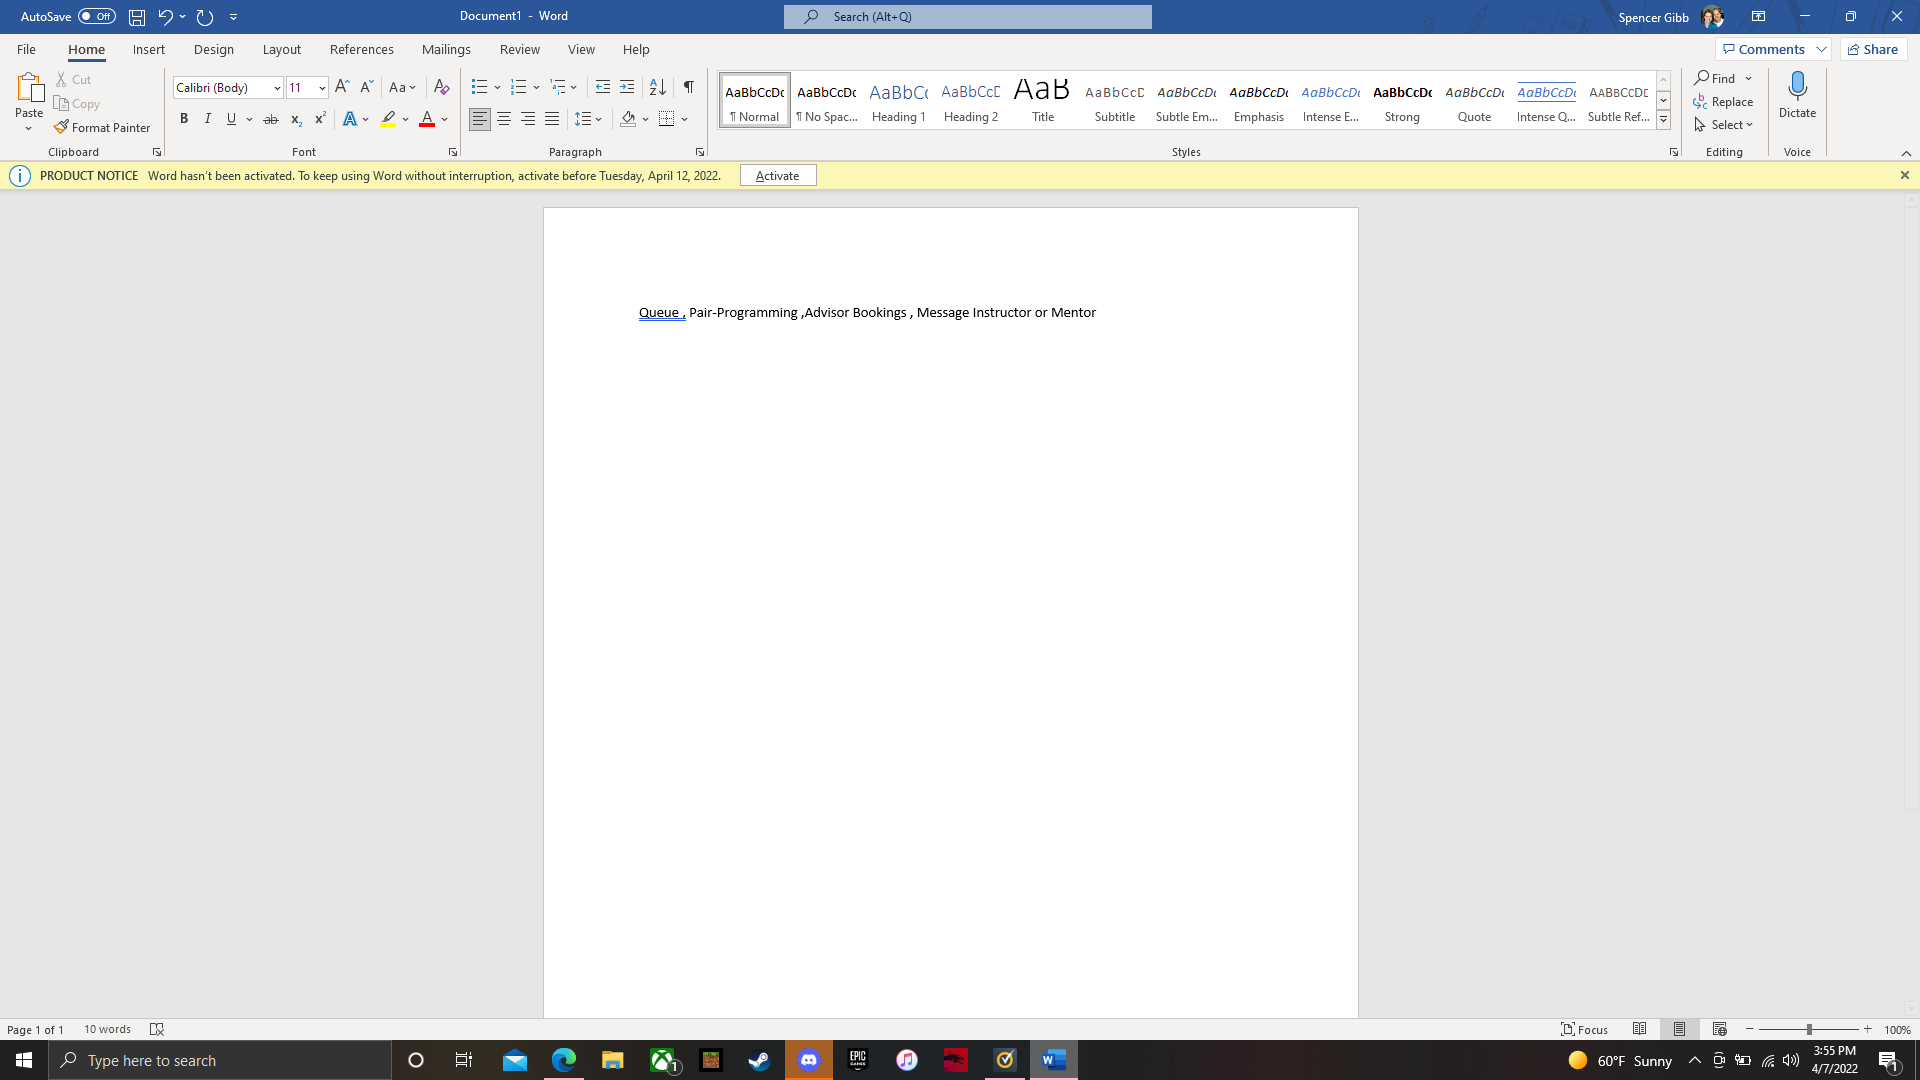 AutoSave Off
Document1 - Word
Search (Alt+Q)
Spencer Gibb
File Home Insert Design Layout References Mailings Review View Help
Comments Share
Paste
Cut
Copy
Format Painter
Clipboard
Calibri (Body) 11
Font
Paragraph
AaBbCcDc AaBbCcDc AaBbCc AaBbCcD AaB AaBbCcD AaBbCcDc AaBbCcDc AaBbCcDc AaBbCcDc AaBbCcDc AaBbCcDc AaBbCcDc
¶ Normal ¶ No Spac... Heading 1 Heading 2 Title Subtitle Subtle Em... Emphasis Intense E... Strong Quote Intense Q... Subtle Ref...
Styles
Find
Replace
Select
Editing
Dictate
Voice
PRODUCT NOTICE Word hasn't been activated. To keep using Word without interruption, activate before Tuesday, April 12, 2022. Activate
Queue , Pair-Programming ,Advisor Bookings , Message Instructor or Mentor
Page 1 of 1 10 words
Focus
100%
Type here to search
1
EPIC GAMES
60°F Sunny
3:55 PM
4/7/2022
1